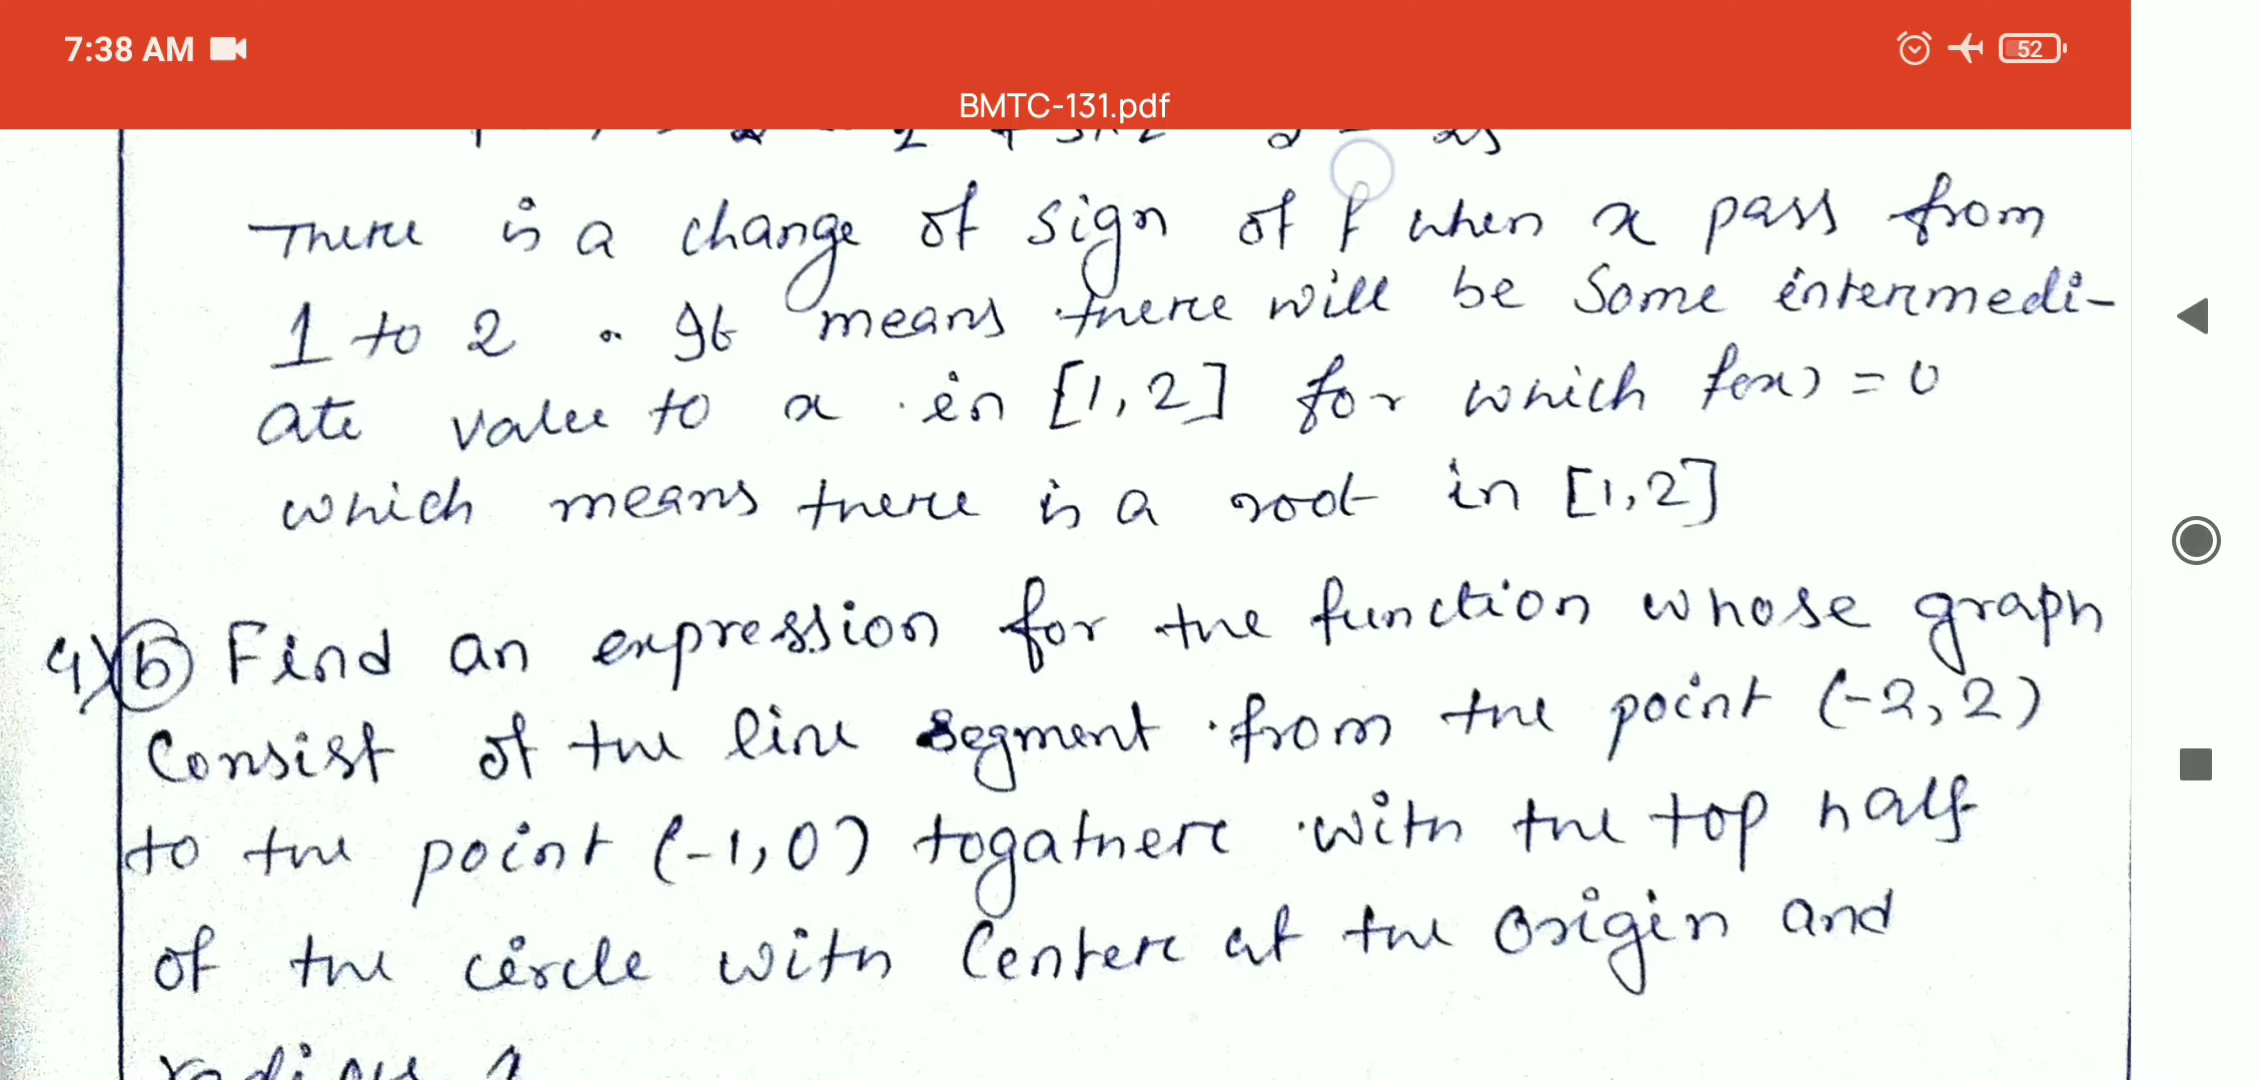 7:38 AM
52
BMTC-131.pdf
There is a change of sign of f when x pass from
1 to 2. It means there will be some intermedi-
ate value to x in [1,2] for which f(x) = 0
which means there is a root in [1,2]
4) b Find an expression for the function whose graph
Consist of the line segment from the point (-2,2)
to the point (-1,0) togathere with the top half
of the circle with Centere at the Origin and
radius 1